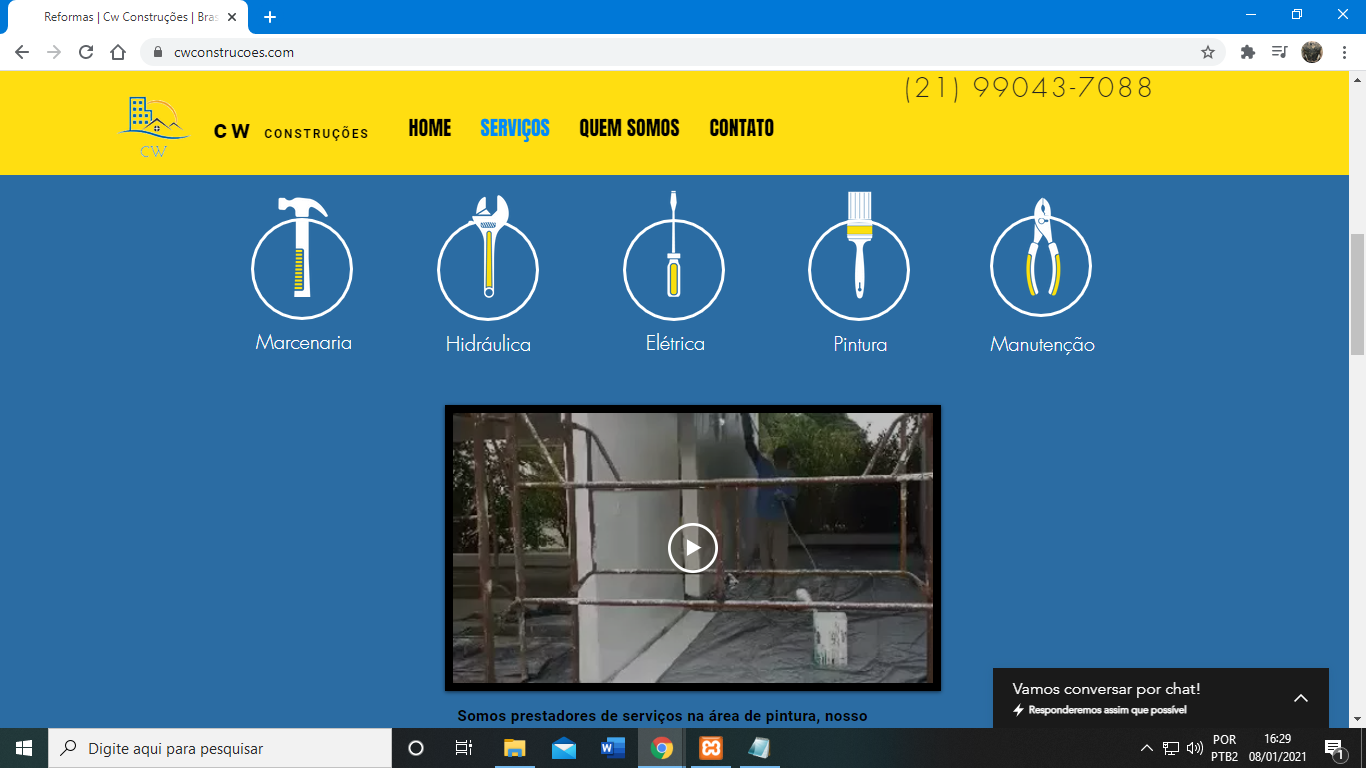 Reformas | Cw Construções | Bras
cwconstrucoes.com
(21) 99043-7088
CW CONSTRUÇÕES
HOME SERVIÇOS QUEM SOMOS CONTATO
CW
Marcenaria Hidráulica Elétrica Pintura Manutenção
Vamos conversar por chat!
Responderemos assim que possível
Somos prestadores de serviços na área de pintura, nosso
Digite aqui para pesquisar
POR
PTB2
16:29
08/01/2021
1